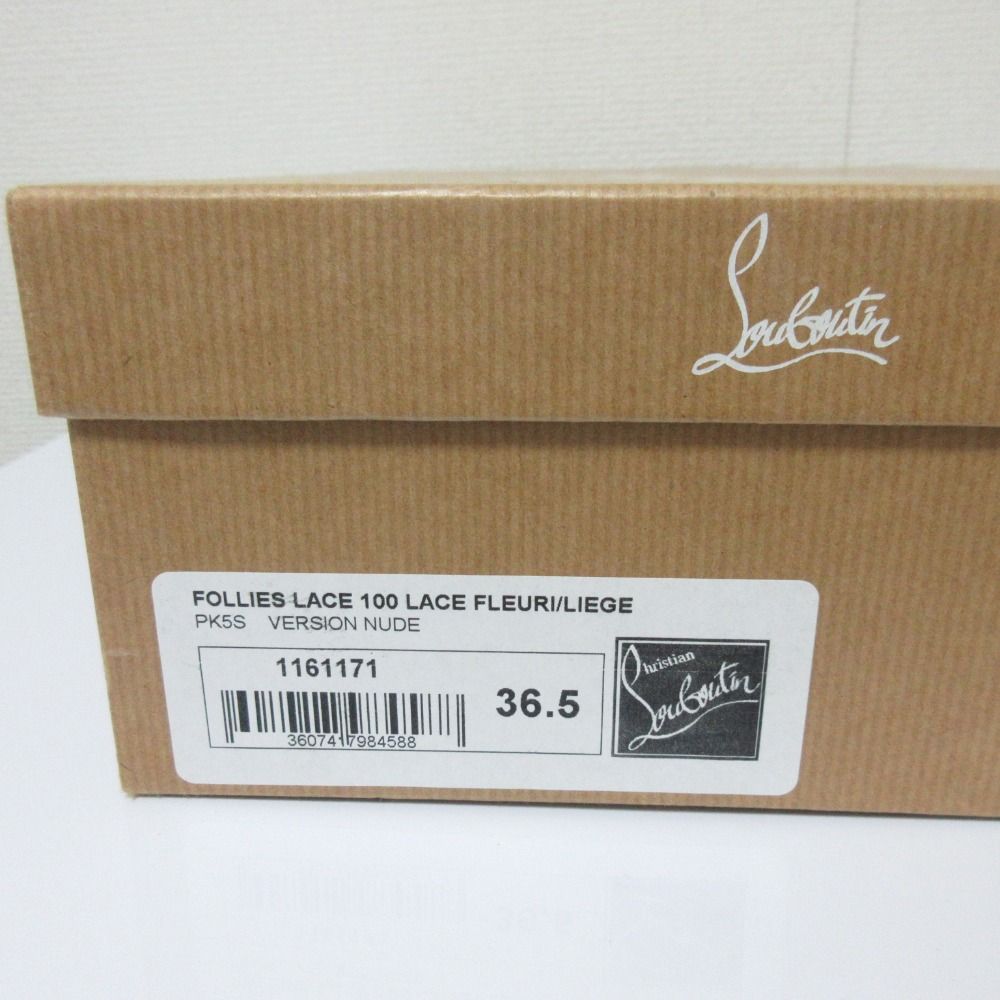 Louboutin
FOLLIES LACE 100 LACE FLEURI/LIEGE
PK5S VERSION NUDE
1161171
36.5
3607417984588
Christian
Louboutin